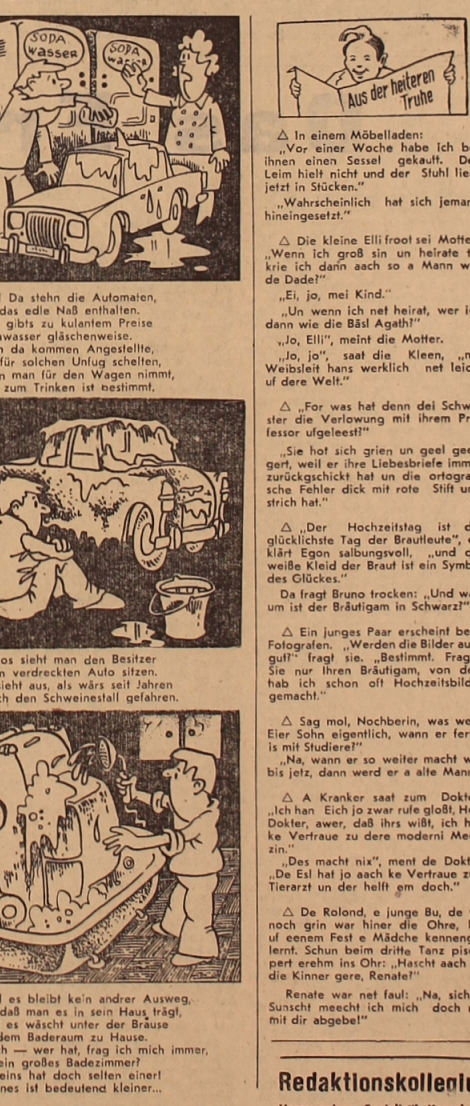 SODA
wasser
SODA
wasser
! Da stehn die Automaten,
das edle Naß enthalten.
gibts zu kulantem Preise
wasser gläschenweise.
da kommen Angestellte,
für solchen Unfug schelten,
man für den Wagen nimmt,
zum Trinken ist bestimmt.
os sieht man den Besitzer
verdreckten Auto sitzen.
sieht aus, als wärs seit Jahren
ch den Schweinestall gefahren.
es bleibt kein andrer Ausweg,
daß man es in sein Haus trägt,
es wäscht unter der Brause
dem Baderaum zu Hause.
ch — wer hat, frag ich mich immer,
ein großes Badezimmer?
eins hat doch selten einer!
nes ist bedeutend kleiner...
Aus der heiteren
Truhe
△ In einem Möbelladen:
„Vor einer Woche habe ich b
ihnen einen Sessel gekauft. De
Leim hielt nicht und der Stuhl lie
jetzt in Stücken."
„Wahrscheinlich hat sich jeman
hineingesetzt."
△ Die kleine Elli froot sei Motte
„Wenn ich groß sin un heirate
krie ich dann aach so a Mann w
de Dade?"
„Ei, jo, mei Kind."
„Un wenn ich net heirat, wer ic
dann wie die Bäsl Agath?"
„Jo, Elli", meint die Motter.
„Jo, jo", saat die Kleen, „
Weibsleit hans werklich net leic
uf dere Welt."
△ „For was hat denn dei Schw
ster die Verlowung mit ihrem Pr
fessor ufgeleest?"
„Sie hot sich grien un geel gee
gert, weil er ihre Liebesbriefe imm
zurückgschickt hat un die ortogra
sche Fehler dick mit rote Stift u
strich hat."
△ „Der Hochzeitstag ist d
glücklichste Tag der Brautleute",
klärt Egon salbungsvoll, „und d
weiße Kleid der Braut ist ein Symb
des Glückes."
Da fragt Bruno trocken: „Und wa
um ist der Bräutigam in Schwarz?"
△ Ein junges Paar erscheint be
Fotografen. „Werden die Bilder au
gut?" fragt sie. „Bestimmt. Frag
Sie nur Ihren Bräutigam, von de
hab ich schon oft Hochzeitsbild
gemacht."
△ Sag mol, Nochberin, was we
Eier Sohn eigentlich, wann er fer
is mit Studiere?"
„Na, wann er so weiter macht w
bis jetz, dann werd er a alte Mann
△ A Kranker saat zum Dokt
„Ich han Eich jo zwar rufe gloßt, He
Dokter, awer, daß ihrs wißt, ich h
ke Vertraue zu dere moderni Med
zin."
„Des macht nix", ment de Dokt
„De Esl hat jo aach ke Vertraue z
Tierarzt un der helft em doch."
△ De Rolond, e junge Bu, de
noch grin war hiner die Ohre,
uf eenem Fest e Mädche kenneng
lernt. Schun beim dritte Tanz pis
pert erehm ins Ohr: „Hascht aach
die Kinner gere, Renate?"
Renate war net faul: „Na, sich
Sunscht meecht ich mich doch
mit dir abgebe!"
Redaktionskollegiu